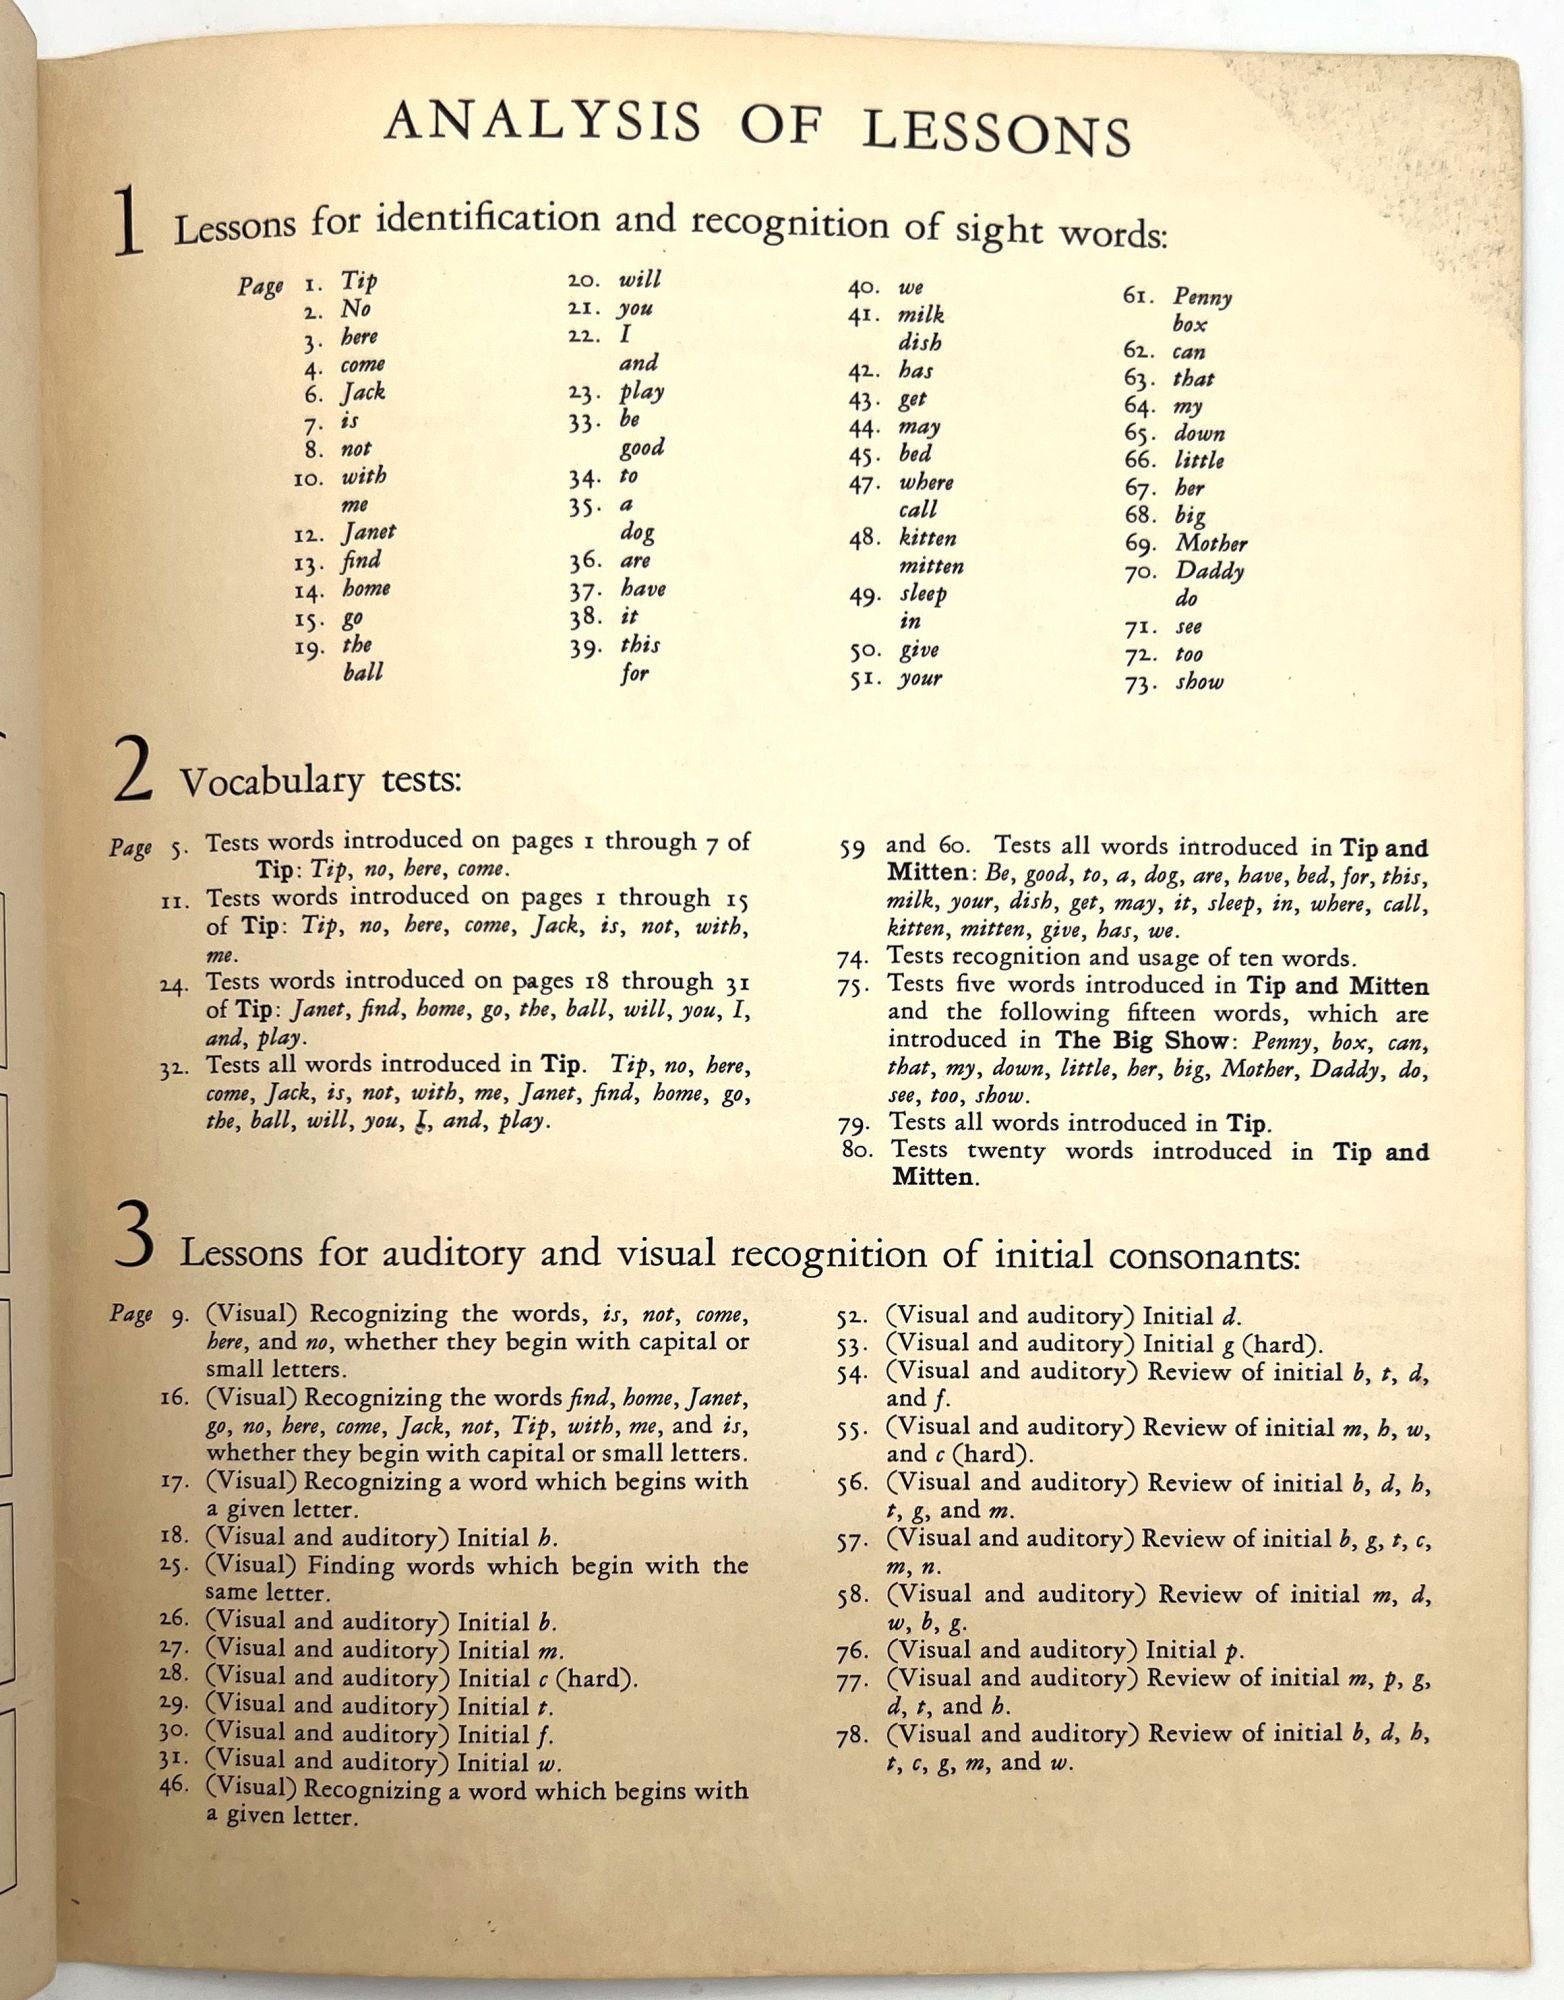 ANALYSIS OF LESSONS
1 Lessons for identification and recognition of sight words:
Page 1. Tip
2. No
3. here
4. come
6. Jack
7. is
8. not
10. with
me
12. Janet
13. find
14. home
15. go
19. the
ball
20. will
21. you
22. I
and
23. play
33. be
good
34. to
35. a
dog
36. are
37. have
38. it
39. this
for
40. we
41. milk
dish
42. has
43. get
44. may
45. bed
47. where
call
48. kitten
mitten
49. sleep
in
50. give
51. your
61. Penny
box
62. can
63. that
64. my
65. down
66. little
67. her
68. big
69. Mother
70. Daddy
do
71. see
72. too
73. show
2 Vocabulary tests:
Page 5. Tests words introduced on pages 1 through 7 of
Tip: Tip, no, here, come.
11. Tests words introduced on pages 1 through 15
of Tip: Tip, no, here, come, Jack, is, not, with,
me.
24. Tests words introduced on pages 18 through 31
of Tip: Janet, find, home, go, the, ball, will, you, I,
and, play.
32. Tests all words introduced in Tip. Tip, no, here,
come, Jack, is, not, with, me, Janet, find, home, go,
the, ball, will, you, I, and, play.
59 and 60. Tests all words introduced in Tip and
Mitten: Be, good, to, a, dog, are, have, bed, for, this,
milk, your, dish, get, may, it, sleep, in, where, call,
kitten, mitten, give, has, we.
74. Tests recognition and usage of ten words.
75. Tests five words introduced in Tip and Mitten
and the following fifteen words, which are
introduced in The Big Show: Penny, box, can,
that, my, down, little, her, big, Mother, Daddy, do,
see, too, show.
79. Tests all words introduced in Tip.
80. Tests twenty words introduced in Tip and
Mitten.
3 Lessons for auditory and visual recognition of initial consonants:
Page 9. (Visual) Recognizing the words, is, not, come,
here, and no, whether they begin with capital or
small letters.
16. (Visual) Recognizing the words find, home, Janet,
go, no, here, come, Jack, not, Tip, with, me, and is,
whether they begin with capital or small letters.
17. (Visual) Recognizing a word which begins with
a given letter.
18. (Visual and auditory) Initial h.
25. (Visual) Finding words which begin with the
same letter.
26. (Visual and auditory) Initial b.
27. (Visual and auditory) Initial m.
28. (Visual and auditory) Initial c (hard).
29. (Visual and auditory) Initial t.
30. (Visual and auditory) Initial f.
31. (Visual and auditory) Initial w.
46. (Visual) Recognizing a word which begins with
a given letter.
52. (Visual and auditory) Initial d.
53. (Visual and auditory) Initial g (hard).
54. (Visual and auditory) Review of initial b, t, d,
and f.
55. (Visual and auditory) Review of initial m, h, w,
and c (hard).
56. (Visual and auditory) Review of initial b, d, h,
t, g, and m.
57. (Visual and auditory) Review of initial b, g, t, c,
m, n.
58. (Visual and auditory) Review of initial m, d,
w, b, g.
76. (Visual and auditory) Initial p.
77. (Visual and auditory) Review of initial m, p, g,
d, t, and h.
78. (Visual and auditory) Review of initial b, d, h,
t, c, g, m, and w.